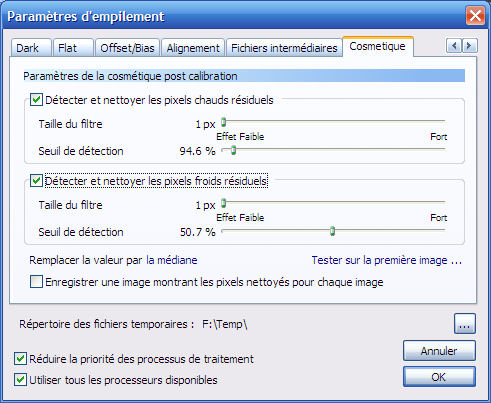 Paramètres d'empilement
Dark Flat Offset/Bias Alignement Fichiers intermédiaires Cosmetique
Paramètres de la cosmétique post calibration
Détecter et nettoyer les pixels chauds résiduels
Taille du filtre 1 px
Effet Faible Fort
Seuil de détection 94.6 %
Détecter et nettoyer les pixels froids résiduels
Taille du filtre 1 px
Effet Faible Fort
Seuil de détection 50.7 %
Remplacer la valeur par la médiane Tester sur la première image ...
Enregistrer une image montrant les pixels nettoyés pour chaque image
Répertoire des fichiers temporaires : F:\Temp\ ...
Réduire la priorité des processus de traitement
Annuler
Utiliser tous les processeurs disponibles
OK